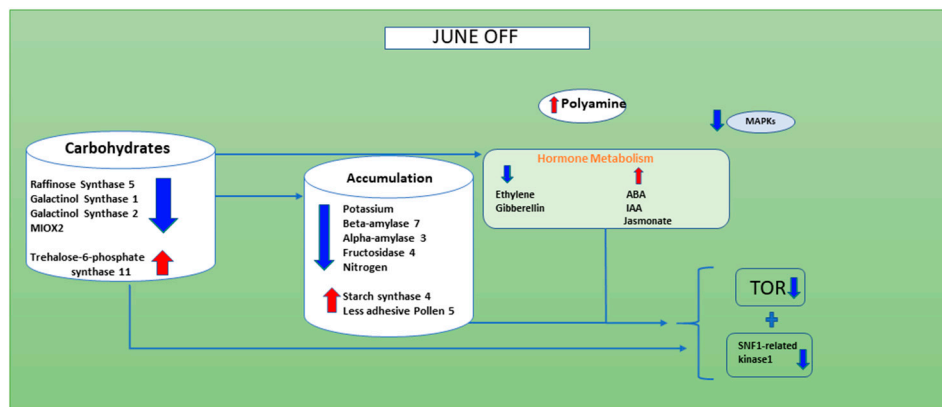 JUNE OFF
Polyamine
MAPKs
Carbohydrates
Raffinose Synthase 5
Galactinol Synthase 1
Galactinol Synthase 2
MIOX2
Trehalose-6-phosphate
synthase 11
Accumulation
Potassium
Beta-amylase 7
Alpha-amylase 3
Fructosidase 4
Nitrogen
Starch synthase 4
Less adhesive Pollen 5
Hormone Metabolism
Ethylene
Gibberellin
ABA
IAA
Jasmonate
TOR
SNF1-related
kinase1